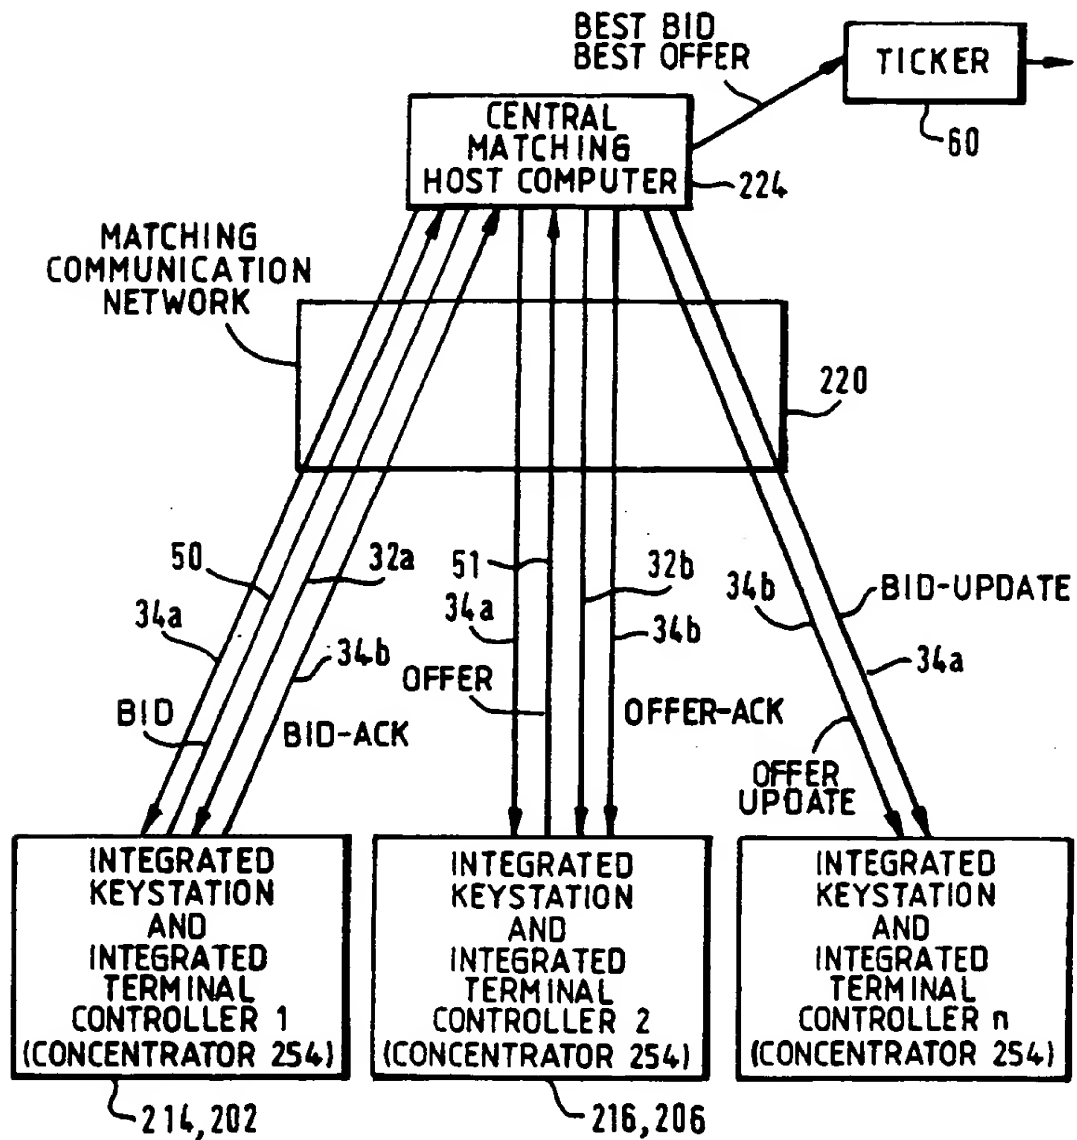 BEST BID
BEST OFFER
TICKER
60
CENTRAL
MATCHING
HOST COMPUTER
224
MATCHING
COMMUNICATION
NETWORK
220
50
32a
34a
34b
BID
BID-ACK
51
32b
34a
34b
OFFER
OFFER-ACK
34b
BID-UPDATE
34a
OFFER
UPDATE
INTEGRATED
KEYSTATION
AND
INTEGRATED
TERMINAL
CONTROLLER 1
(CONCENTRATOR 254)
214,202
INTEGRATED
KEYSTATION
AND
INTEGRATED
TERMINAL
CONTROLLER 2
(CONCENTRATOR 254)
216,206
INTEGRATED
KEYSTATION
AND
INTEGRATED
TERMINAL
CONTROLLER n
(CONCENTRATOR 254)